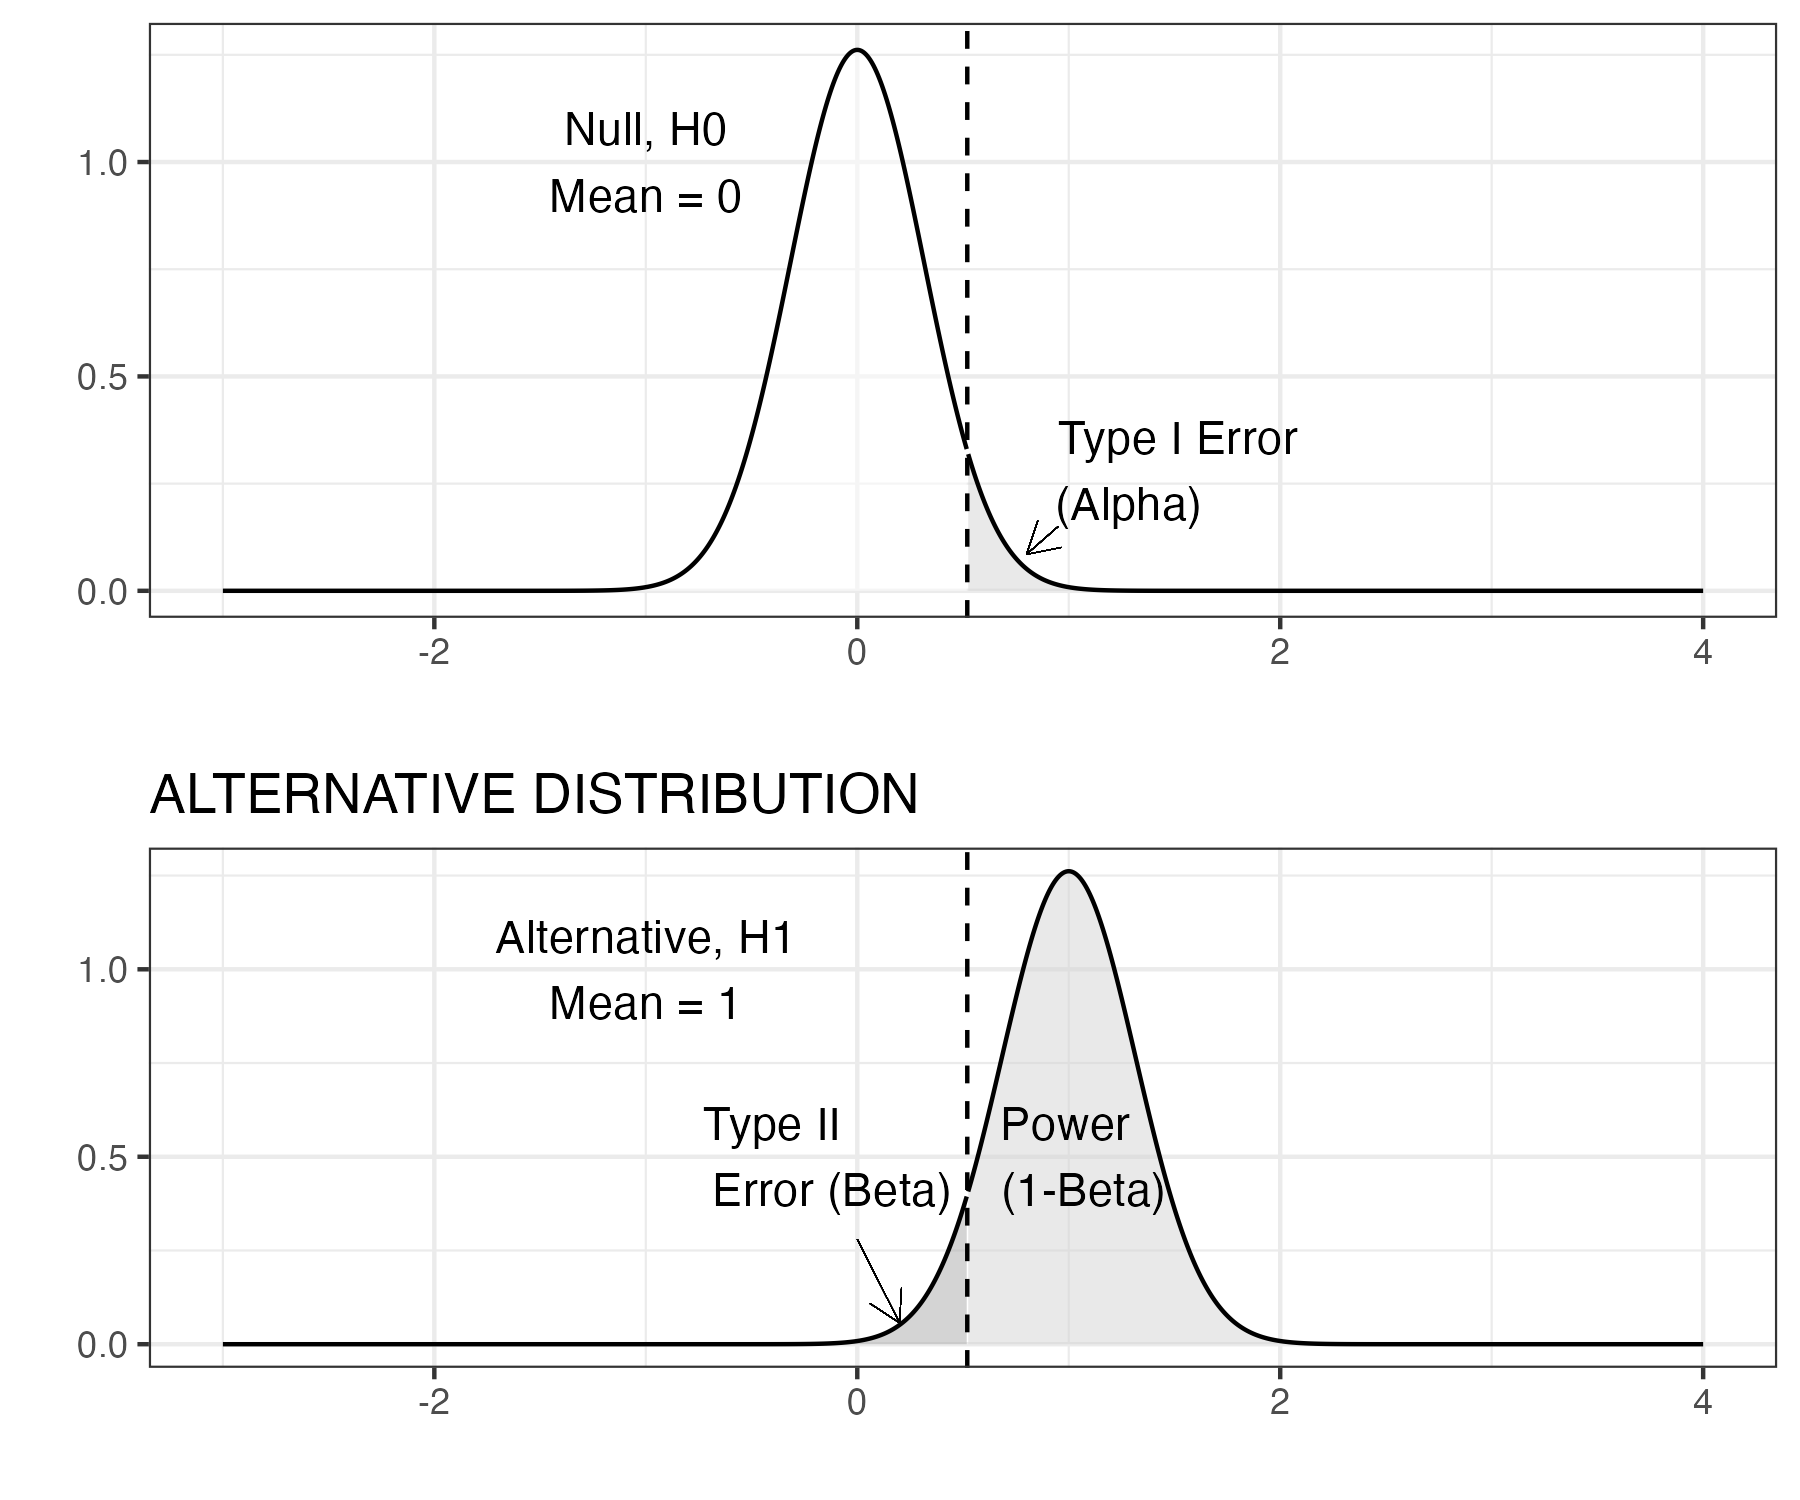 Null, H0
Mean = 0
Type I Error
(Alpha)
1.0
0.5
0.0
-2 0 2 4
ALTERNATIVE DISTRIBUTION
Alternative, H1
Mean = 1
Type II
Error (Beta)
Power
(1-Beta)
1.0
0.5
0.0
-2 0 2 4